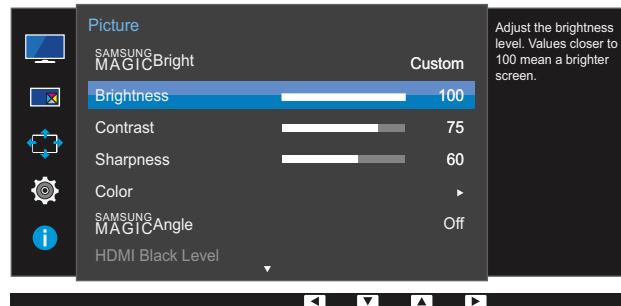 Picture
SAMSUNG
MAGICBright Custom
Brightness 100
Contrast 75
Sharpness 60
Color
SAMSUNG
MAGICAngle Off
HDMI Black Level
Adjust the brightness
level. Values closer to
100 mean a brighter
screen.